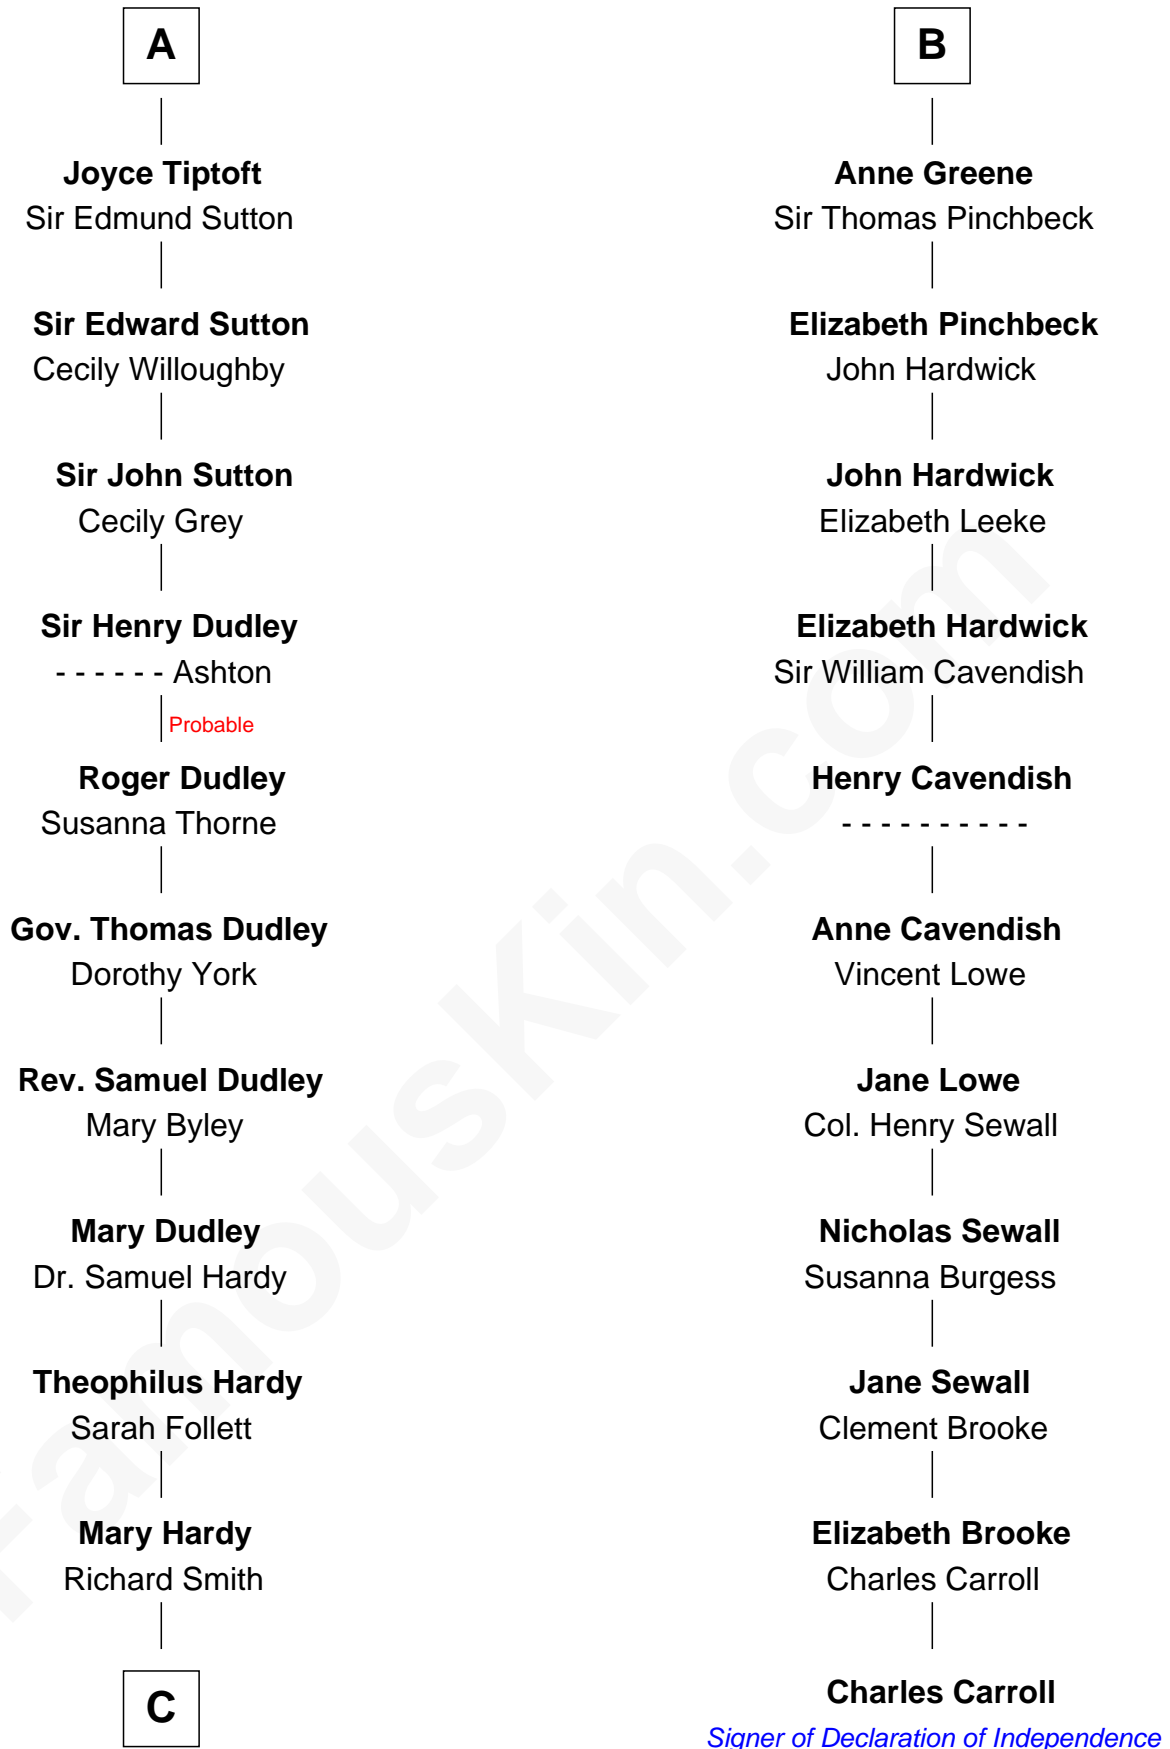 A
Joyce Tiptoft
Sir Edmund Sutton
Sir Edward Sutton
Cecily Willoughby
Sir John Sutton
Cecily Grey
Sir Henry Dudley
- - - - - - Ashton
Probable
Roger Dudley
Susanna Thorne
Gov. Thomas Dudley
Dorothy York
Rev. Samuel Dudley
Mary Byley
Mary Dudley
Dr. Samuel Hardy
Theophilus Hardy
Sarah Follett
Mary Hardy
Richard Smith
C
B
Anne Greene
Sir Thomas Pinchbeck
Elizabeth Pinchbeck
John Hardwick
John Hardwick
Elizabeth Leeke
Elizabeth Hardwick
Sir William Cavendish
Henry Cavendish
- - - - - - - - - -
Anne Cavendish
Vincent Lowe
Jane Lowe
Col. Henry Sewall
Nicholas Sewall
Susanna Burgess
Jane Sewall
Clement Brooke
Elizabeth Brooke
Charles Carroll
Charles Carroll
Signer of Declaration of Independence
FamousKin.com